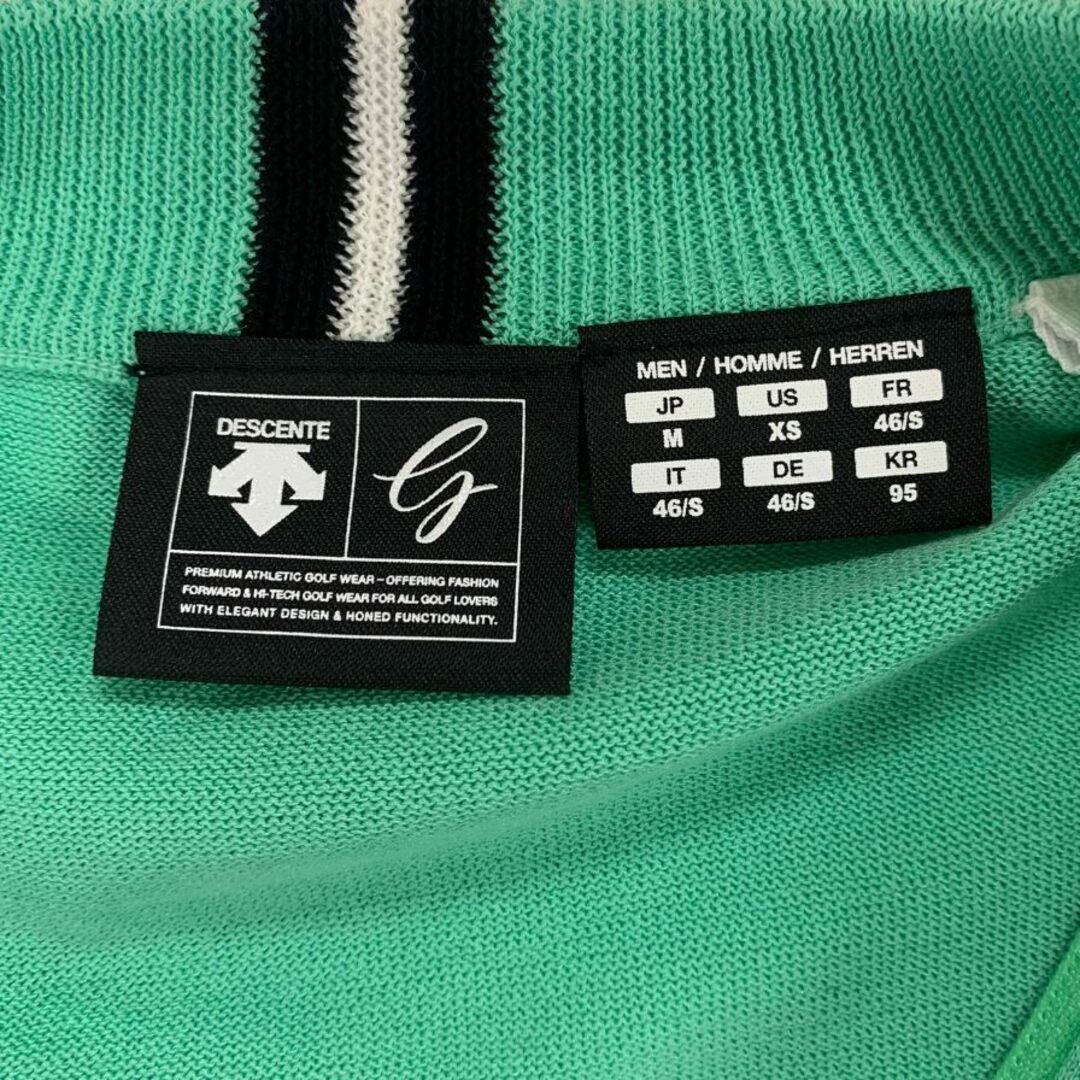 DESCENTE
G
PREMIUM ATHLETIC GOLF WEAR – OFFERING FASHION
FORWARD & HI-TECH GOLF WEAR FOR ALL GOLF LOVERS
WITH ELEGANT DESIGN & HONED FUNCTIONALITY.
MEN / HOMME / HERREN
JP US FR
M XS 46/S
IT DE KR
46/S 46/S 95